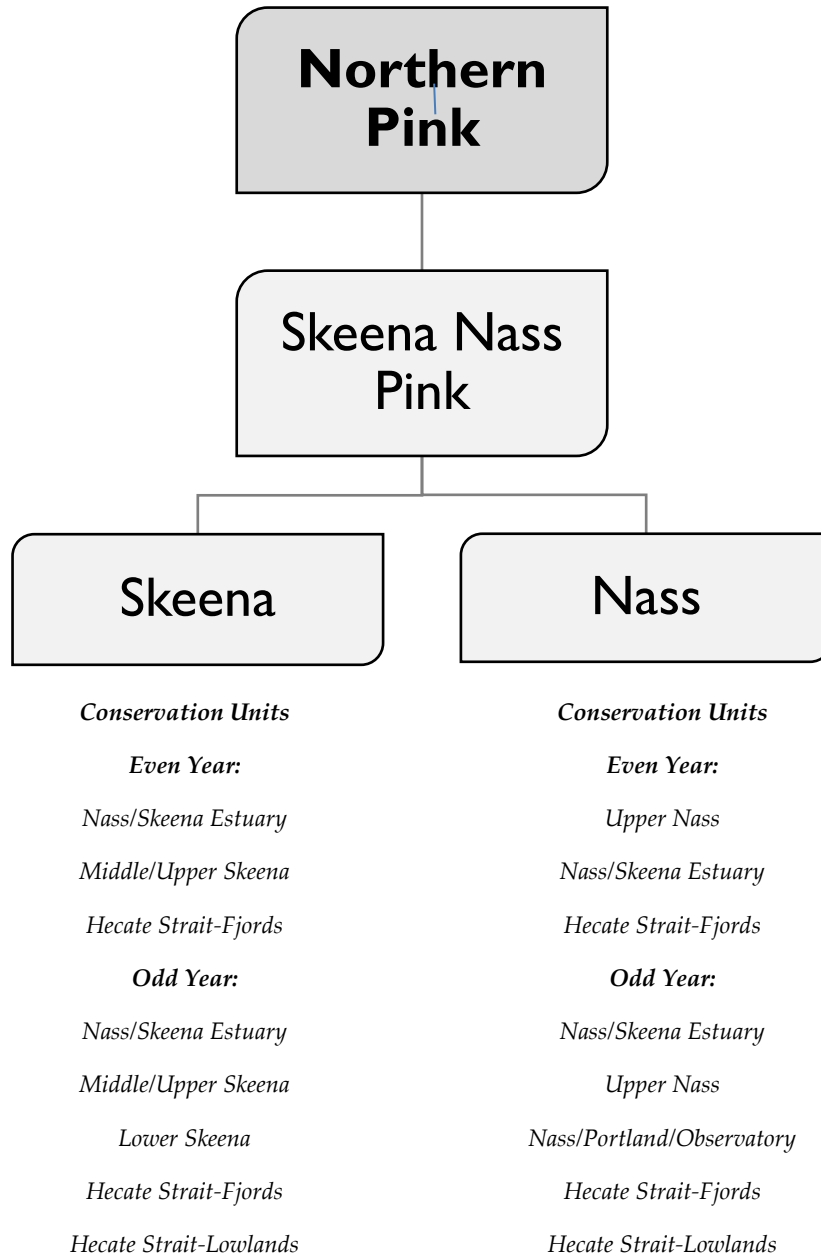 Northern
Pink
Skeena Nass
Pink
Skeena
Conservation Units
Even Year:
Nass/Skeena Estuary
Middle/Upper Skeena
Hecate Strait-Fjords
Odd Year:
Nass/Skeena Estuary
Middle/Upper Skeena
Lower Skeena
Hecate Strait-Fjords
Hecate Strait-Lowlands
Nass
Conservation Units
Even Year:
Upper Nass
Nass/Skeena Estuary
Hecate Strait-Fjords
Odd Year:
Nass/Skeena Estuary
Upper Nass
Nass/Portland/Observatory
Hecate Strait-Fjords
Hecate Strait-Lowlands